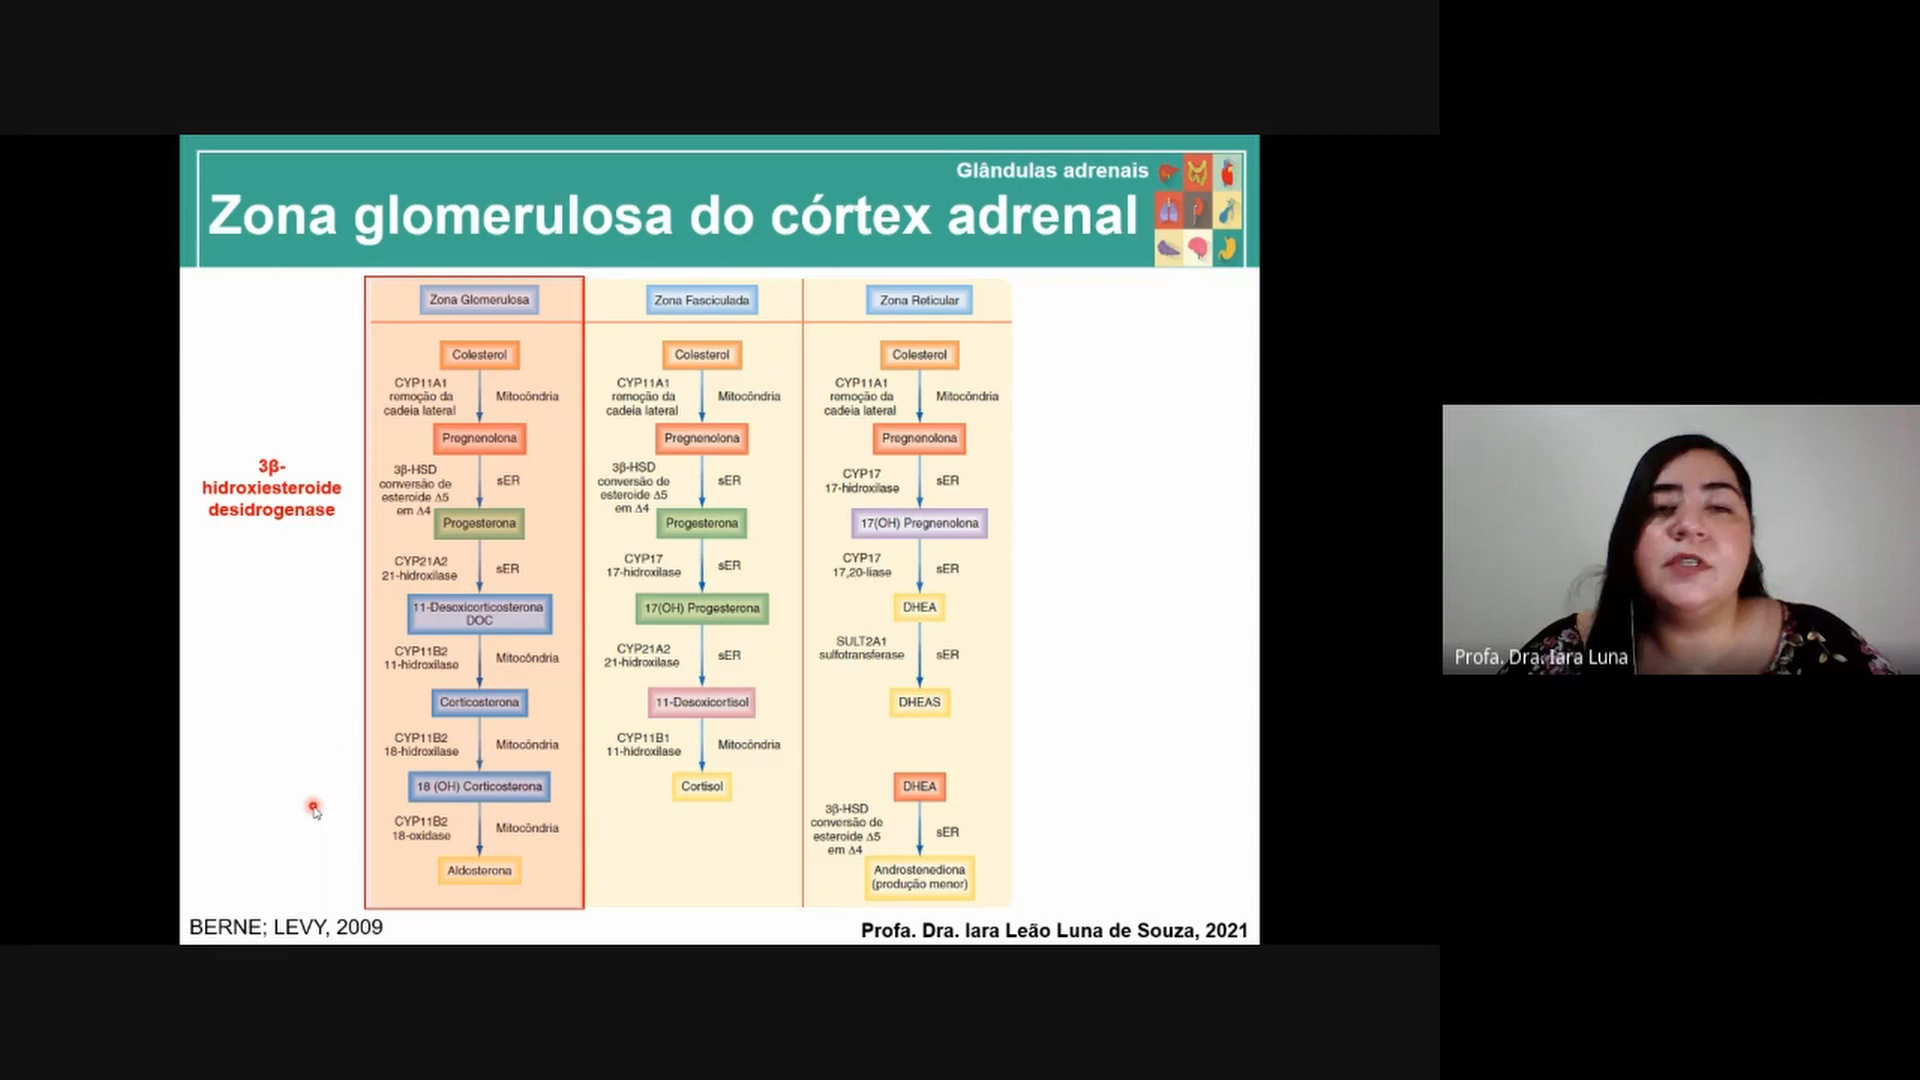 Glândulas adrenais
Zona glomerulosa do córtex adrenal
3β-
hidroxiesteroide
desidrogenase
Zona Glomerulosa
Colesterol
CYP11A1
remoção da
cadeia lateral
Mitocôndria
Pregnenolona
3β-HSD
conversão de
esteroide Δ5
em Δ4
sER
Progesterona
CYP21A2
21-hidroxilase
sER
11-Desoxicorticosterona
DOC
CYP11B2
11-hidroxilase
Mitocôndria
Corticosterona
CYP11B2
18-hidroxilase
Mitocôndria
18 (OH) Corticosterona
CYP11B2
18-oxidase
Mitocôndria
Aldosterona
Zona Fasciculada
Colesterol
CYP11A1
remoção da
cadeia lateral
Mitocôndria
Pregnenolona
3β-HSD
conversão de
esteroide Δ5
em Δ4
sER
Progesterona
CYP17
17-hidroxilase
sER
17(OH) Progesterona
CYP21A2
21-hidroxilase
sER
11-Desoxicortisol
CYP11B1
11-hidroxilase
Mitocôndria
Cortisol
Zona Reticular
Colesterol
CYP11A1
remoção da
cadeia lateral
Mitocôndria
Pregnenolona
CYP17
17-hidroxilase
sER
17(OH) Pregnenolona
CYP17
17,20-liase
sER
DHEA
SULT2A1
sulfotransferase
sER
DHEAS
DHEA
3β-HSD
conversão de
esteroide Δ5
em Δ4
sER
Androstenediona
(produção menor)
BERNE; LEVY, 2009
Profa. Dra. Iara Leão Luna de Souza, 2021
Profa. Dra. Iara Luna